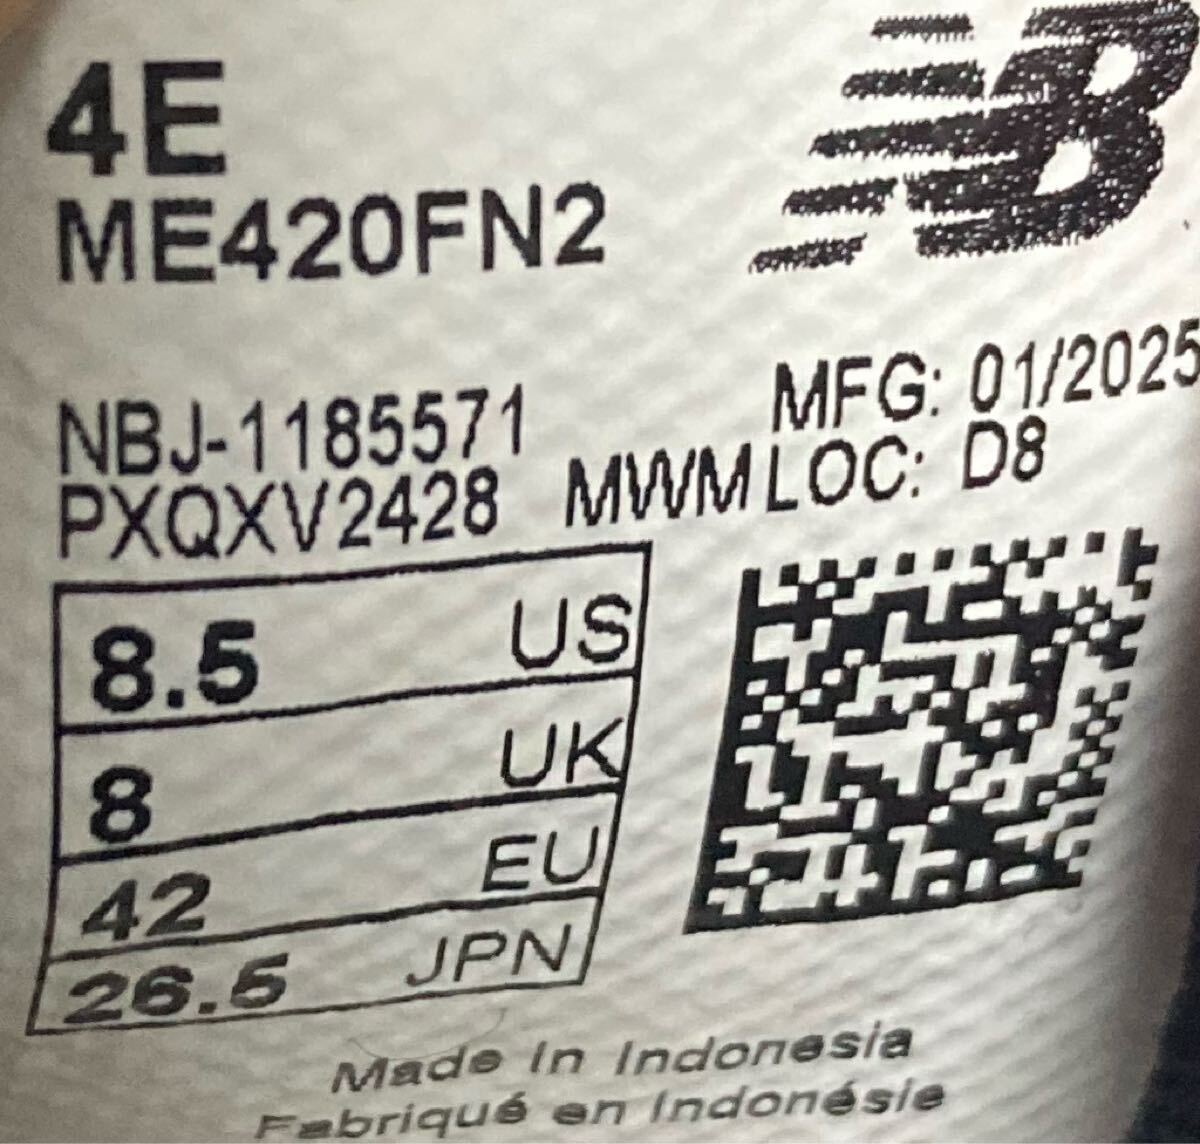 4E
ME420FN2
NB
NBJ-1185571
MFG: 01/2025
PXQXV2428
MWM LOC: D8
8.5 US
8 UK
42 EU
26.5 JPN
Made in Indonesia
Fabriqué en Indonésie